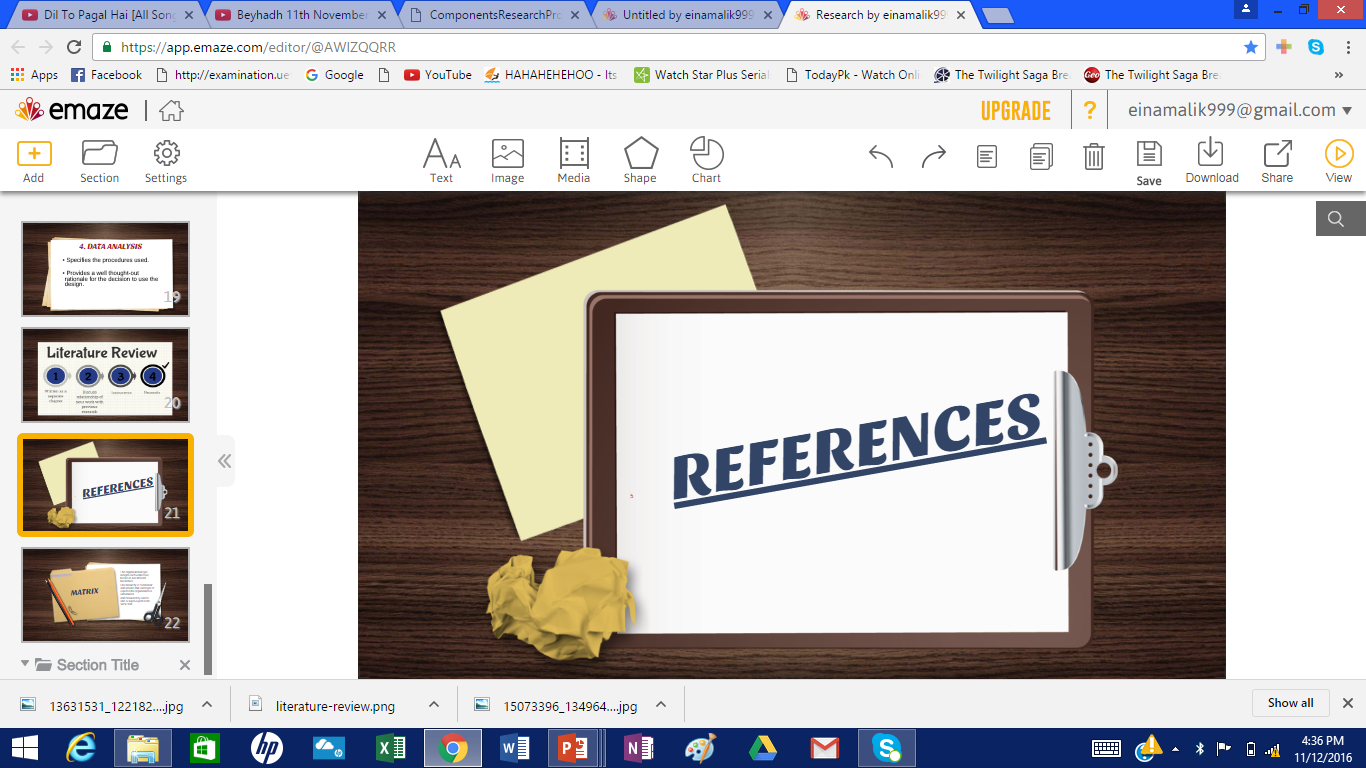 Dil To Pagal Hai [All Song
Beyhadh 11th November
ComponentsResearchPro
Untitled by einamalik999
Research by einamalik99
https://app.emaze.com/editor/@AWIZQQRR
Apps
Facebook
http://examination.ue
Google
YouTube
HAHAHEHEHOO - Its
Watch Star Plus Serial
TodayPk - Watch Onli
The Twilight Saga Bre
The Twilight Saga Bre
»
emaze
UPGRADE
?
einamalik999@gmail.com
Add
Section
Settings
Text
Image
Media
Shape
Chart
Save
Download
Share
View
4. DATA ANALYSIS
• Specifies the procedures used.
• Provides a well thought-out
rationale for the decision to use the
design.
19
Literature Review
1 2 3 4
20
REFERENCES
21
MATRIX
22
Section Title
REFERENCES
13631531_122182....jpg
literature-review.png
15073396_134964....jpg
Show all
4:36 PM
11/12/2016